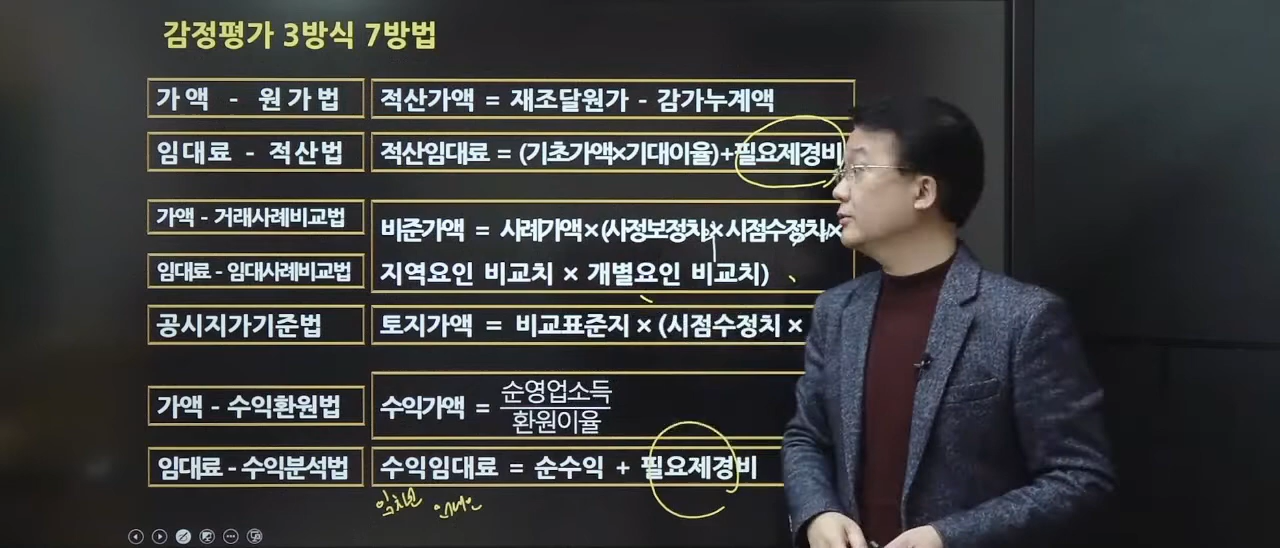 감정평가 3방식 7방법
가액 - 원가법
적산가액 = 재조달원가 - 감가누계액
임대료 - 적산법
적산임대료 = (기초가액×기대이율)+필요제경비
가액 - 거래사례비교법
비준가액 = 사례가액×(사정보정치× 시점수정치×
임대료 - 임대사례비교법
지역요인 비교치 × 개별요인 비교치)
공시지가기준법
토지가액 = 비교표준지 × (시점수정치 ×
가액 - 수익환원법
수익가액 = 순영업소득
환원이율
임대료 - 수익분석법
수익임대료 = 순수익 + 필요제경비